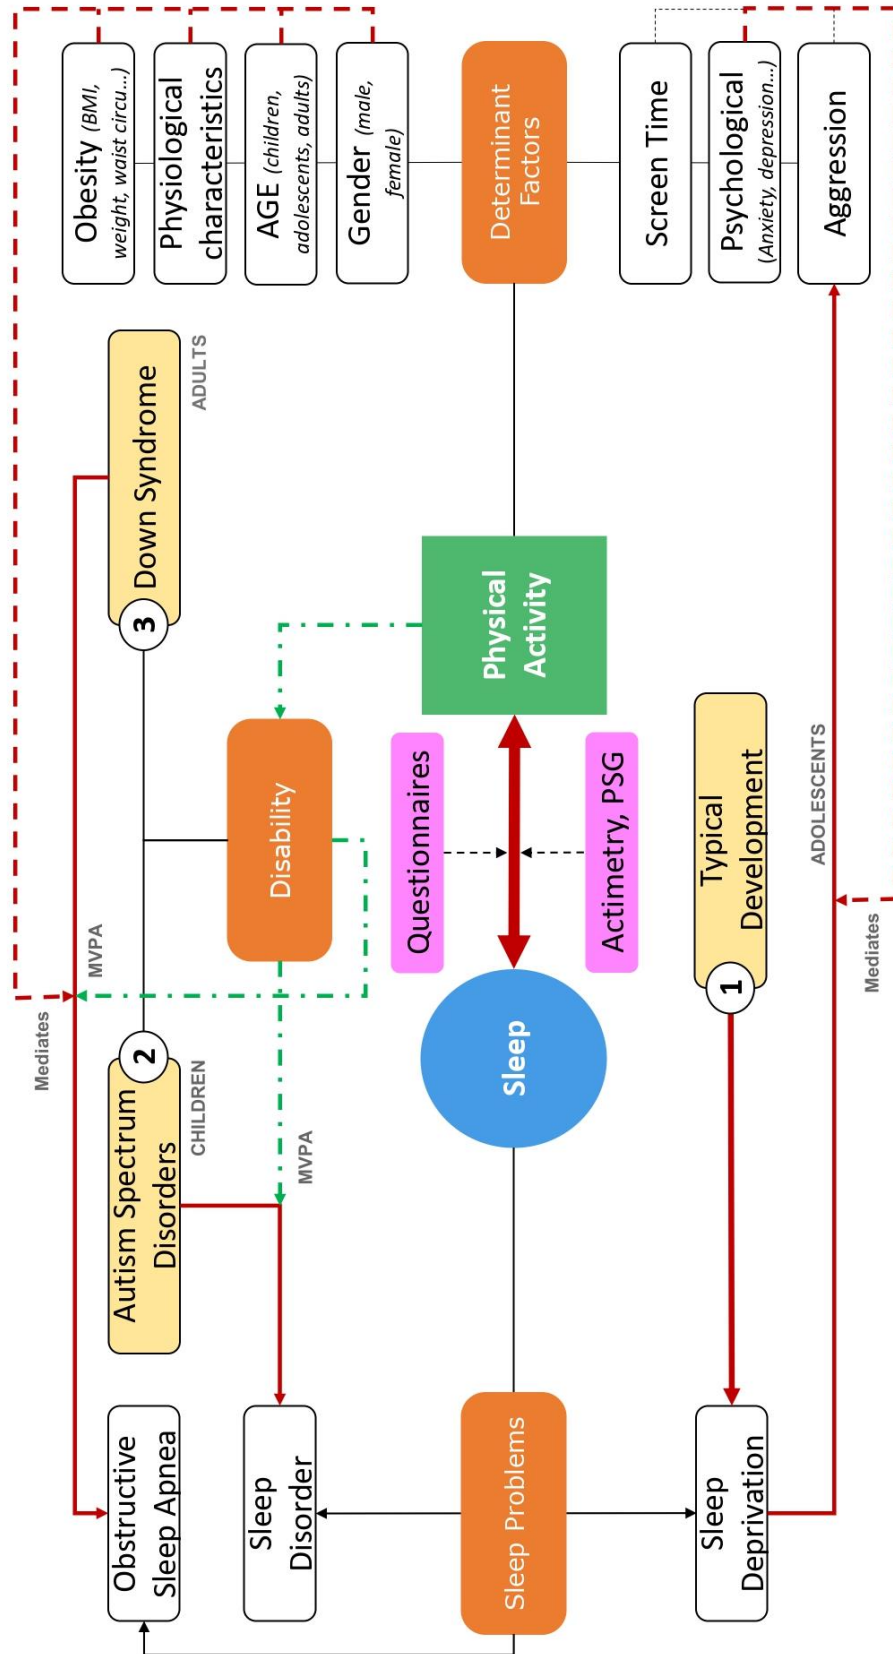 Obstructive
Sleep Apnea
Sleep
Disorder
Sleep Problems
Sleep
Deprivation
Mediates
Autism Spectrum
Disorders
2
CHILDREN
MVPA
MVPA
Sleep
1
Typical
Development
ADOLESCENTS
Mediates
Disability
Questionnaires
Actimetry, PSG
Physical
Activity
3
Down Syndrome
ADULTS
Obesity (BMI,
weight, waist circu...)
Physiological
characteristics
AGE (children,
adolescents, adults)
Gender (male,
female)
Determinant
Factors
Screen Time
Psychological
(Anxiety, depression...)
Aggression